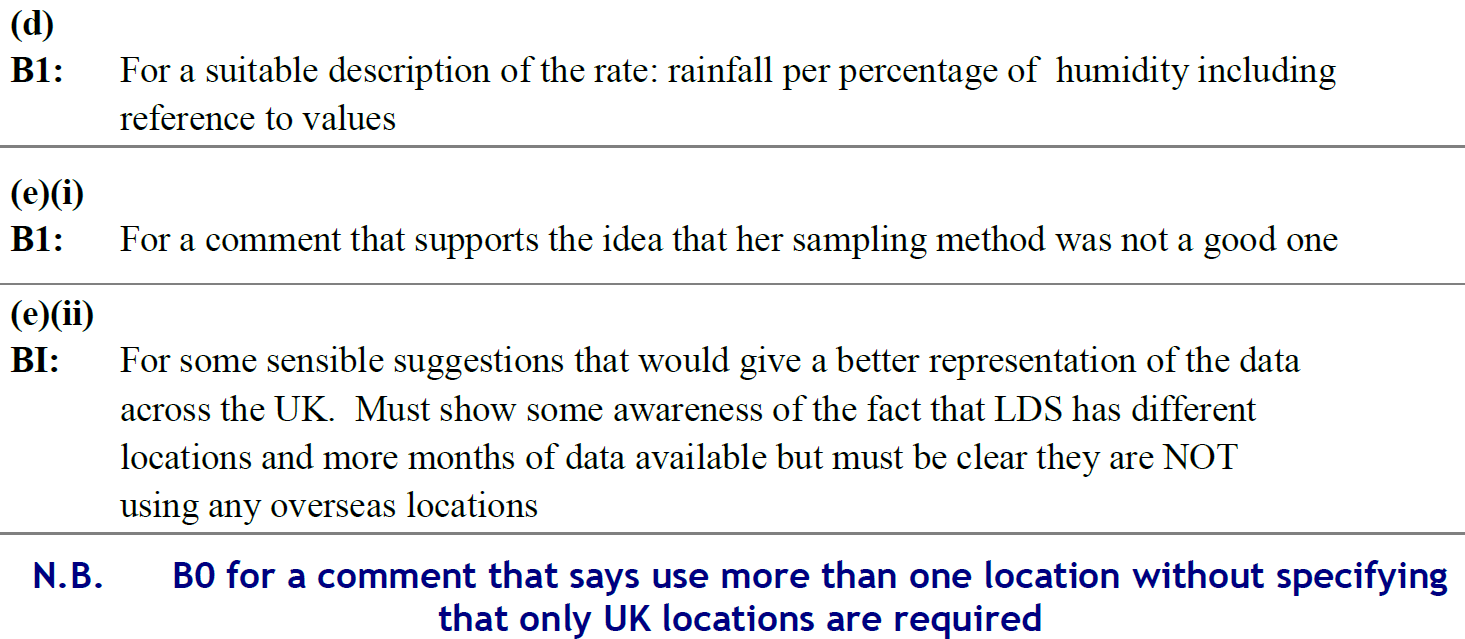 (d)
B1: For a suitable description of the rate: rainfall per percentage of humidity including
reference to values
(e)(i)
B1: For a comment that supports the idea that her sampling method was not a good one
(e)(ii)
BI: For some sensible suggestions that would give a better representation of the data
across the UK. Must show some awareness of the fact that LDS has different
locations and more months of data available but must be clear they are NOT
using any overseas locations
N.B. B0 for a comment that says use more than one location without specifying
that only UK locations are required